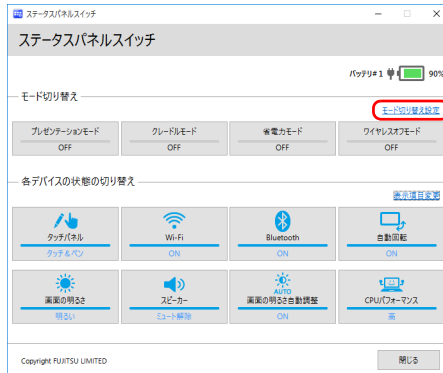 ステータスパネルスイッチ
ステータスパネルスイッチ
バッテリ#1 90%
モード切り替え
モード切り替え設定
プレゼンテーションモード クレードルモード 省電力モード ワイヤレスオフモード
OFF OFF OFF OFF
各デバイスの状態の切り替え
表示項目変更
タッチパネル Wi-Fi Bluetooth 自動回転
タッチ＆ペン ON ON ON
AUTO
画面の明るさ スピーカー 画面の明るさ自動調整 CPUパフォーマンス
明るい ミュート解除 ON 高
Copyright FUJITSU LIMITED 閉じる